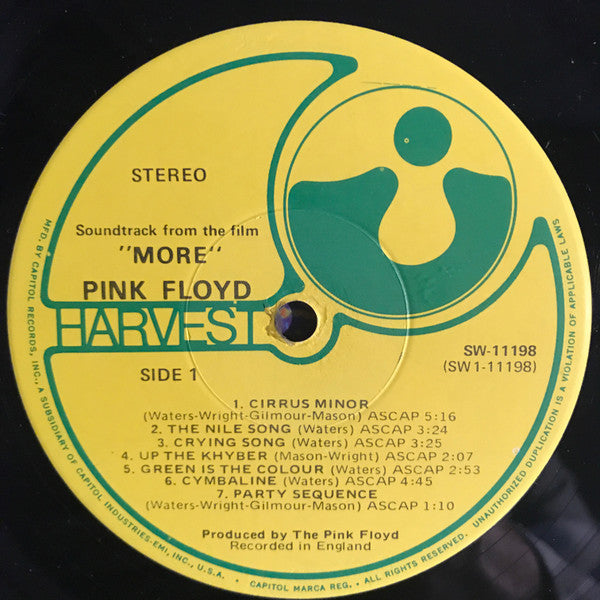 STEREO
Soundtrack from the film
"MORE"
PINK FLOYD
HARVEST
SIDE 1
SW-11198
(SW1-11198)
1. CIRRUS MINOR
(Waters-Wright-Gilmour-Mason) ASCAP 5:16
2. THE NILE SONG (Waters) ASCAP 3:24
3. CRYING SONG (Waters) ASCAP 3:25
4. UP THE KHYBER (Mason-Wright) ASCAP 2:07
5. GREEN IS THE COLOUR (Waters) ASCAP 2:53
6. CYMBALINE (Waters) ASCAP 4:45
7. PARTY SEQUENCE
(Waters-Wright-Gilmour-Mason) ASCAP 1:10
Produced by The Pink Floyd
Recorded in England
MFD. BY CAPITOL RECORDS, INC., A SUBSIDIARY OF CAPITOL INDUSTRIES-EMI, INC., U.S.A. • CAPITOL MARCA REG. • ALL RIGHTS RESERVED. UNAUTHORIZED DUPLICATION IS A VIOLATION OF APPLICABLE LAWS